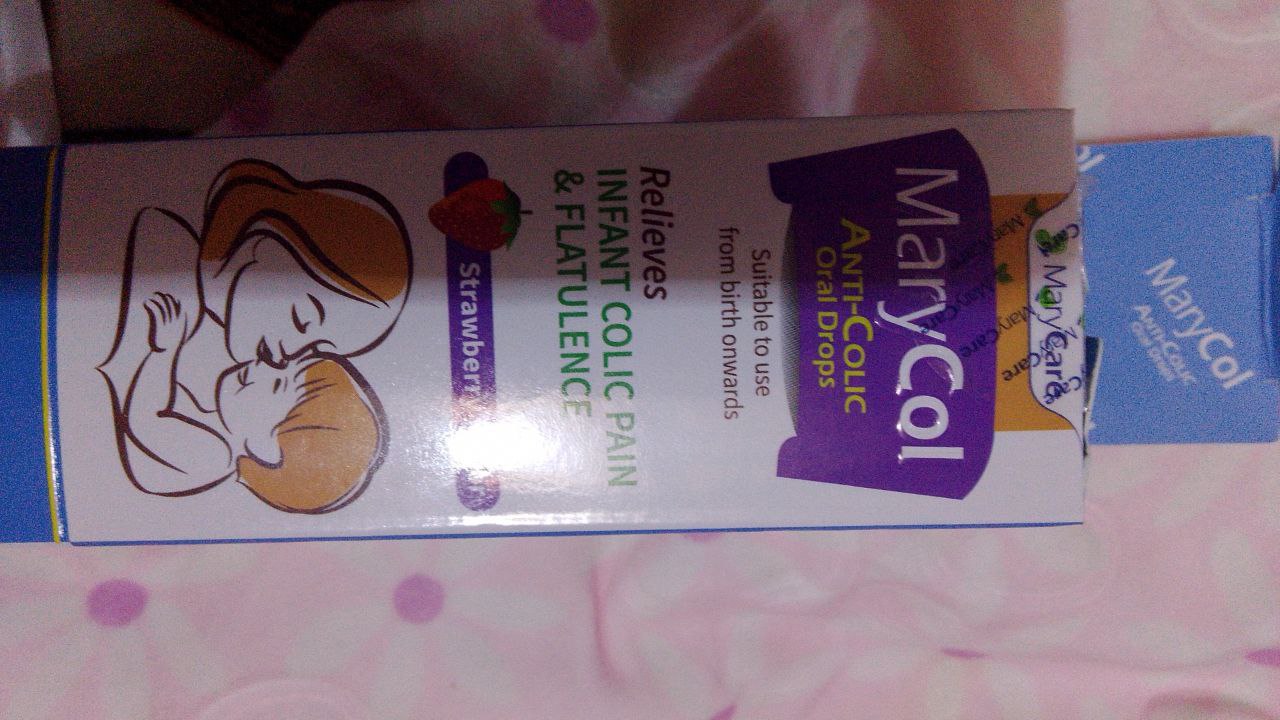 MaryCol
ANTI-COLIC
Oral Drops
MaryCare
MaryCol
ANTI-COLIC
Oral Drops
Suitable to use
from birth onwards
Relieves
INFANT COLIC PAIN
& FLATULENCE